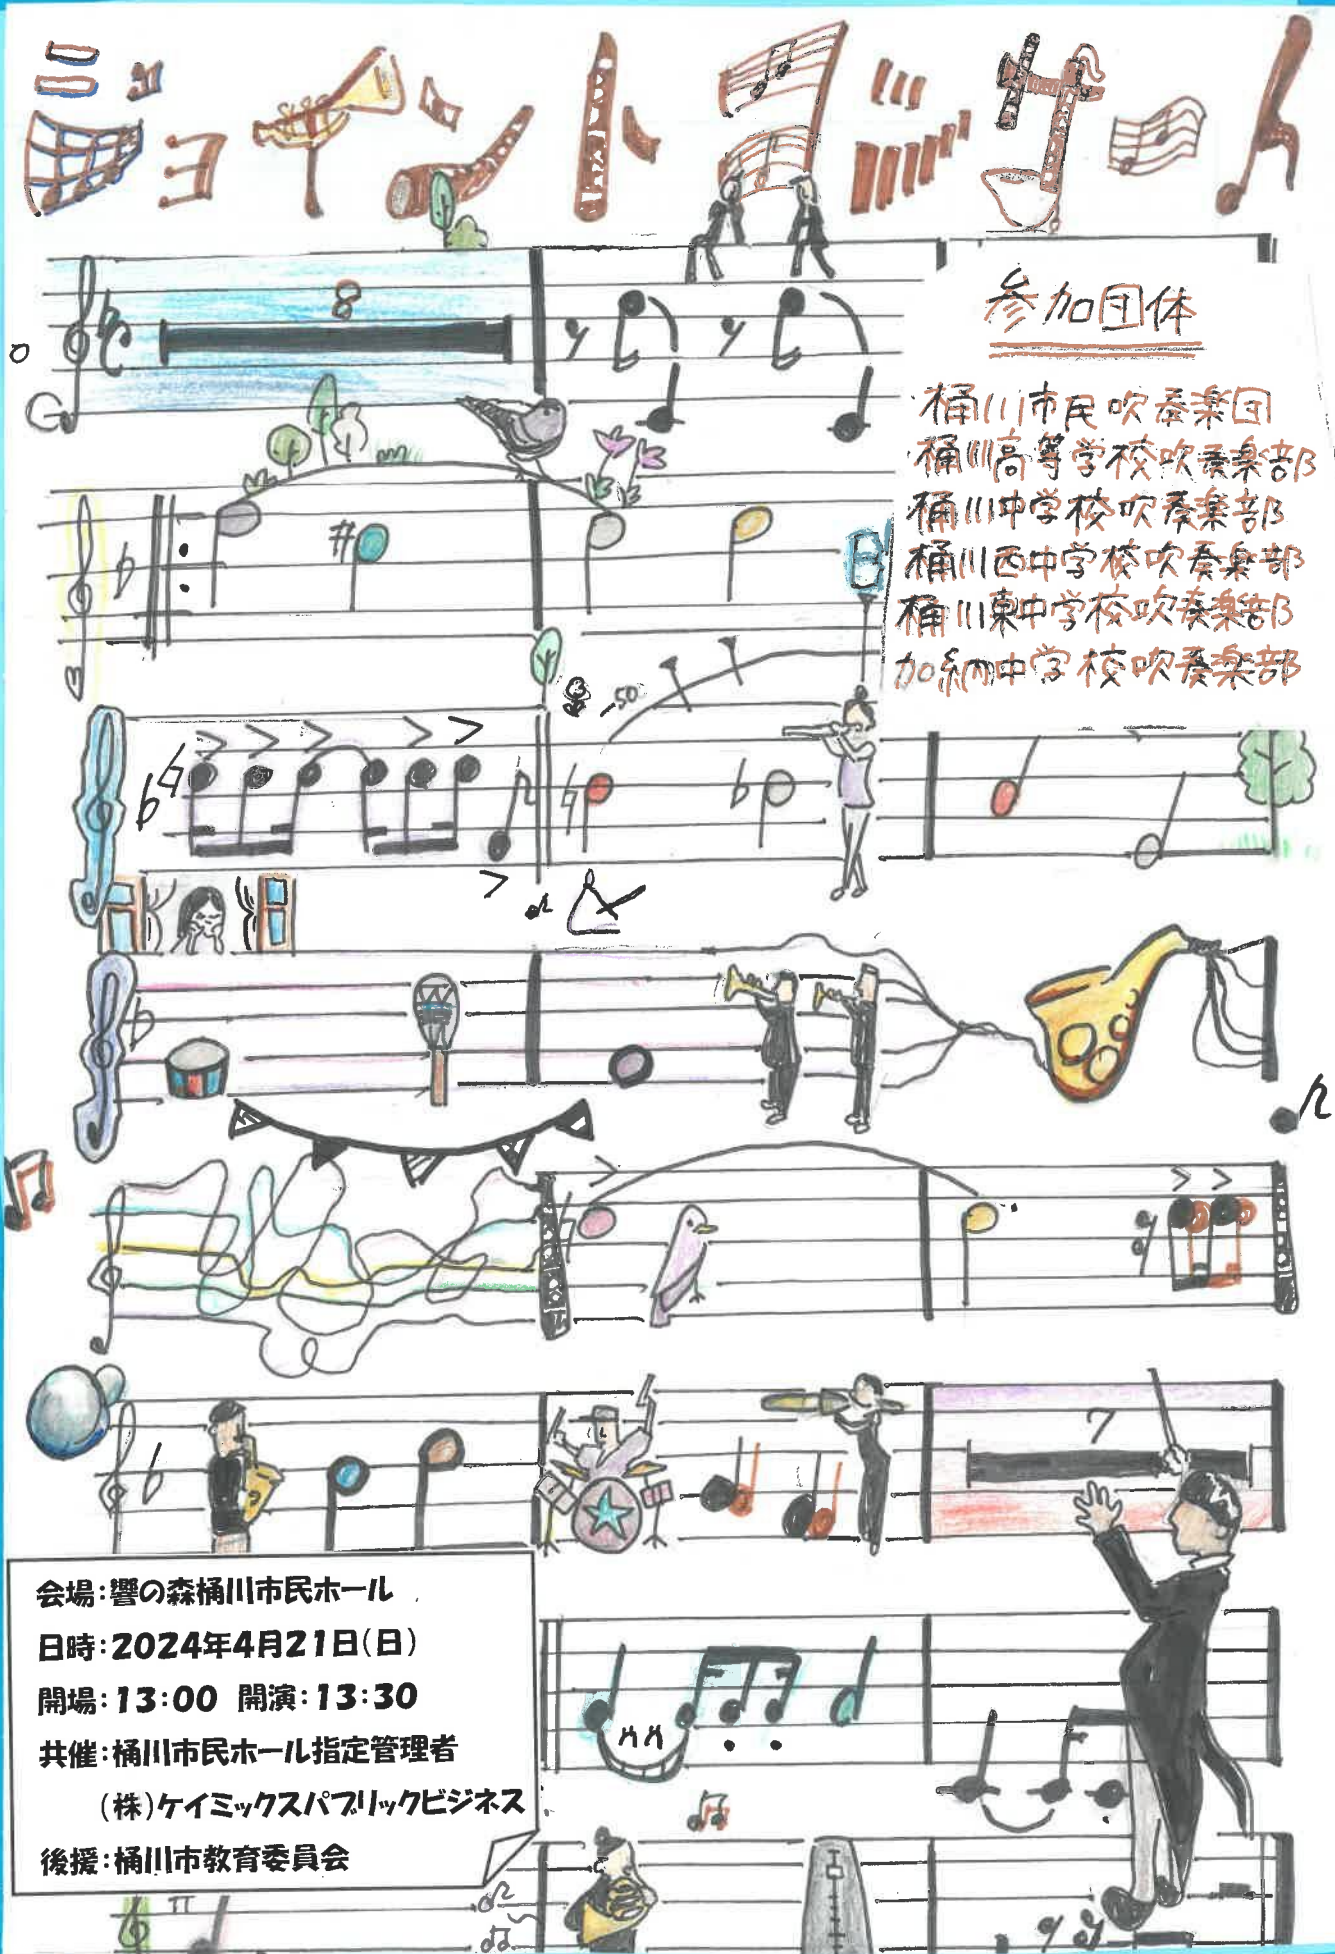 ジョイントコンサート
8
参加団体
桶川市民吹奏楽団
桶川高等学校吹奏楽部
桶川中学校吹奏楽部
桶川西中学校吹奏楽部
桶川東中学校吹奏楽部
加納中学校吹奏楽部
B
7
会場:響の森桶川市民ホール
日時:2024年4月21日(日)
開場:13:00 開演:13:30
共催:桶川市民ホール指定管理者
(株)ケイミックスパブリックビジネス
後援:桶川市教育委員会